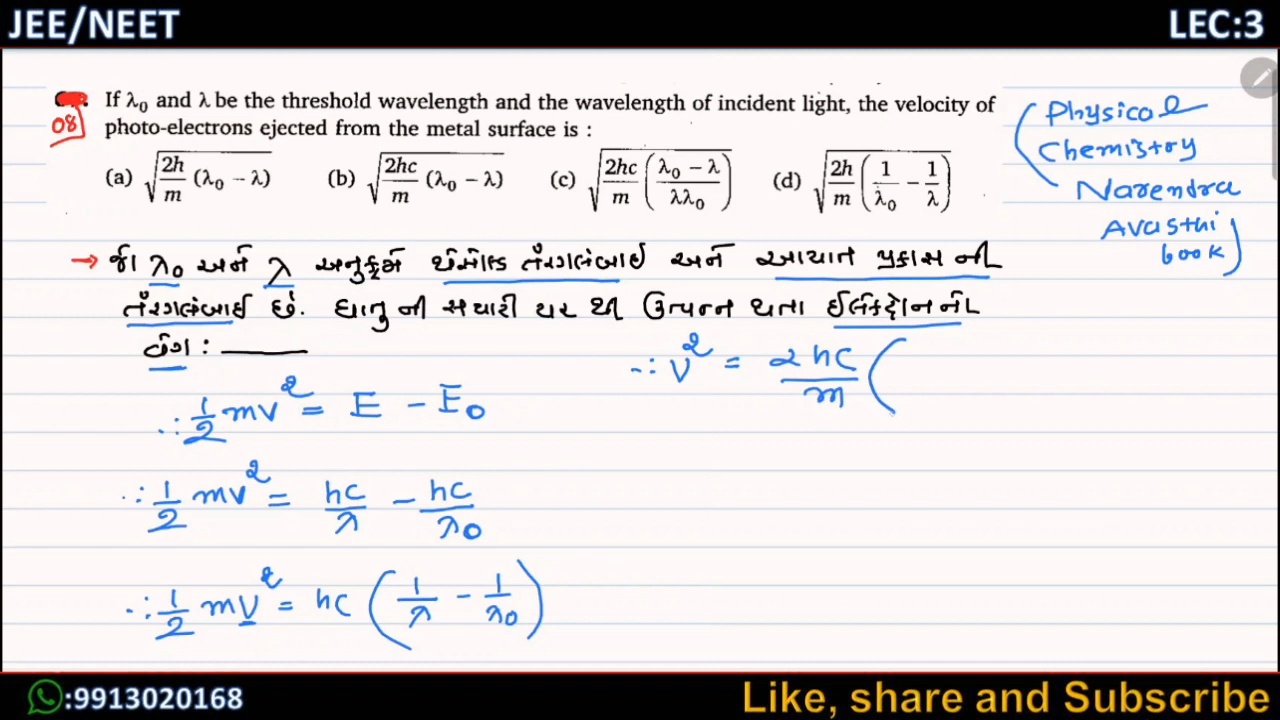 JEE/NEET
LEC:3
08
If λ₀ and λ be the threshold wavelength and the wavelength of incident light, the velocity of
photo-electrons ejected from the metal surface is :
(a) √(2h/m (λ₀ − λ)) (b) √(2hc/m (λ₀ − λ)) (c) √(2hc/m ((λ₀ − λ)/λλ₀)) (d) √(2h/m (1/λ₀ − 1/λ))
(Physical
Chemistry
Narendra
Avasthi
book)
→ જો λ₀ અને λ અનુક્રમે થ્રેસોલ્ડ તરંગલંબાઈ અને આયાત પ્રકાસ ની
તરંગલંબાઈ છે. ધાતુ ની સપાટી પર થી ઉત્પન્ન થતા ઈલેક્ટ્રોનનો
વેગ : ____
∴ 1/2 mv² = E − E₀
∴ 1/2 mv² = hc/λ − hc/λ₀
∴ 1/2 mv² = hc (1/λ − 1/λ₀)
∴ v² = 2hc/m (
:9913020168
Like, share and Subscribe